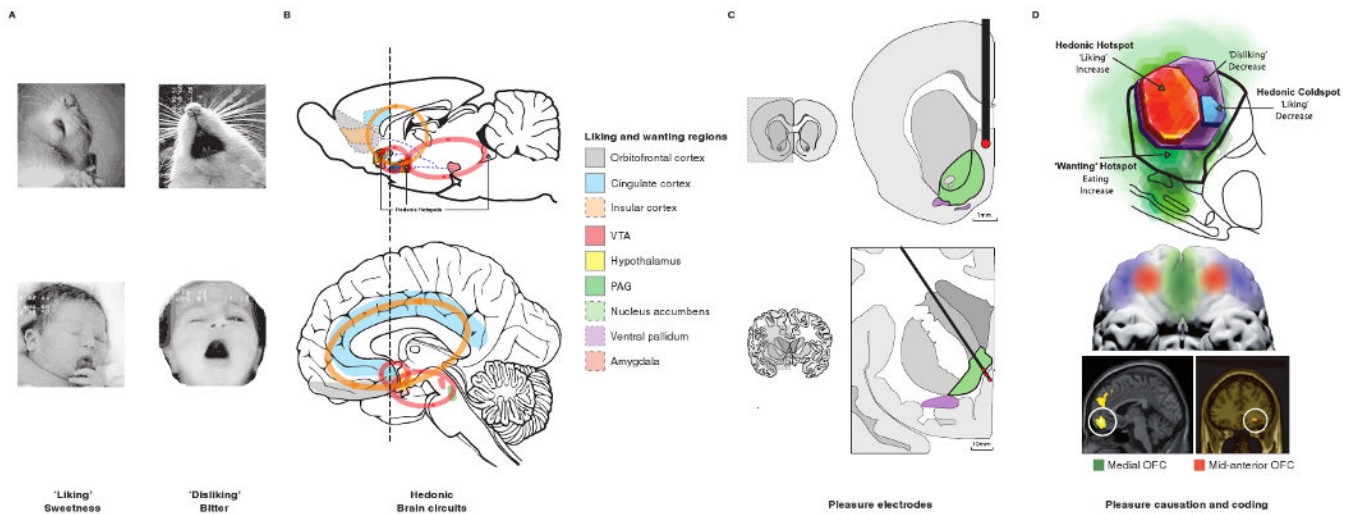 A
B
C
D
Hedonic Hotspots
Liking and wanting regions
Orbitofrontal cortex
Cingulate cortex
Insular cortex
VTA
Hypothalamus
PAG
Nucleus accumbens
Ventral pallidum
Amygdala
1mm
10mm
Hedonic Hotspot
'Liking'
Increase
'Disliking'
Decrease
Hedonic Coldspot
'Liking'
Decrease
'Wanting' Hotspot
Eating
Increase
Medial OFC
Mid-anterior OFC
'Liking'
Sweetness
'Disliking'
Bitter
Hedonic
Brain circuits
Pleasure electrodes
Pleasure causation and coding